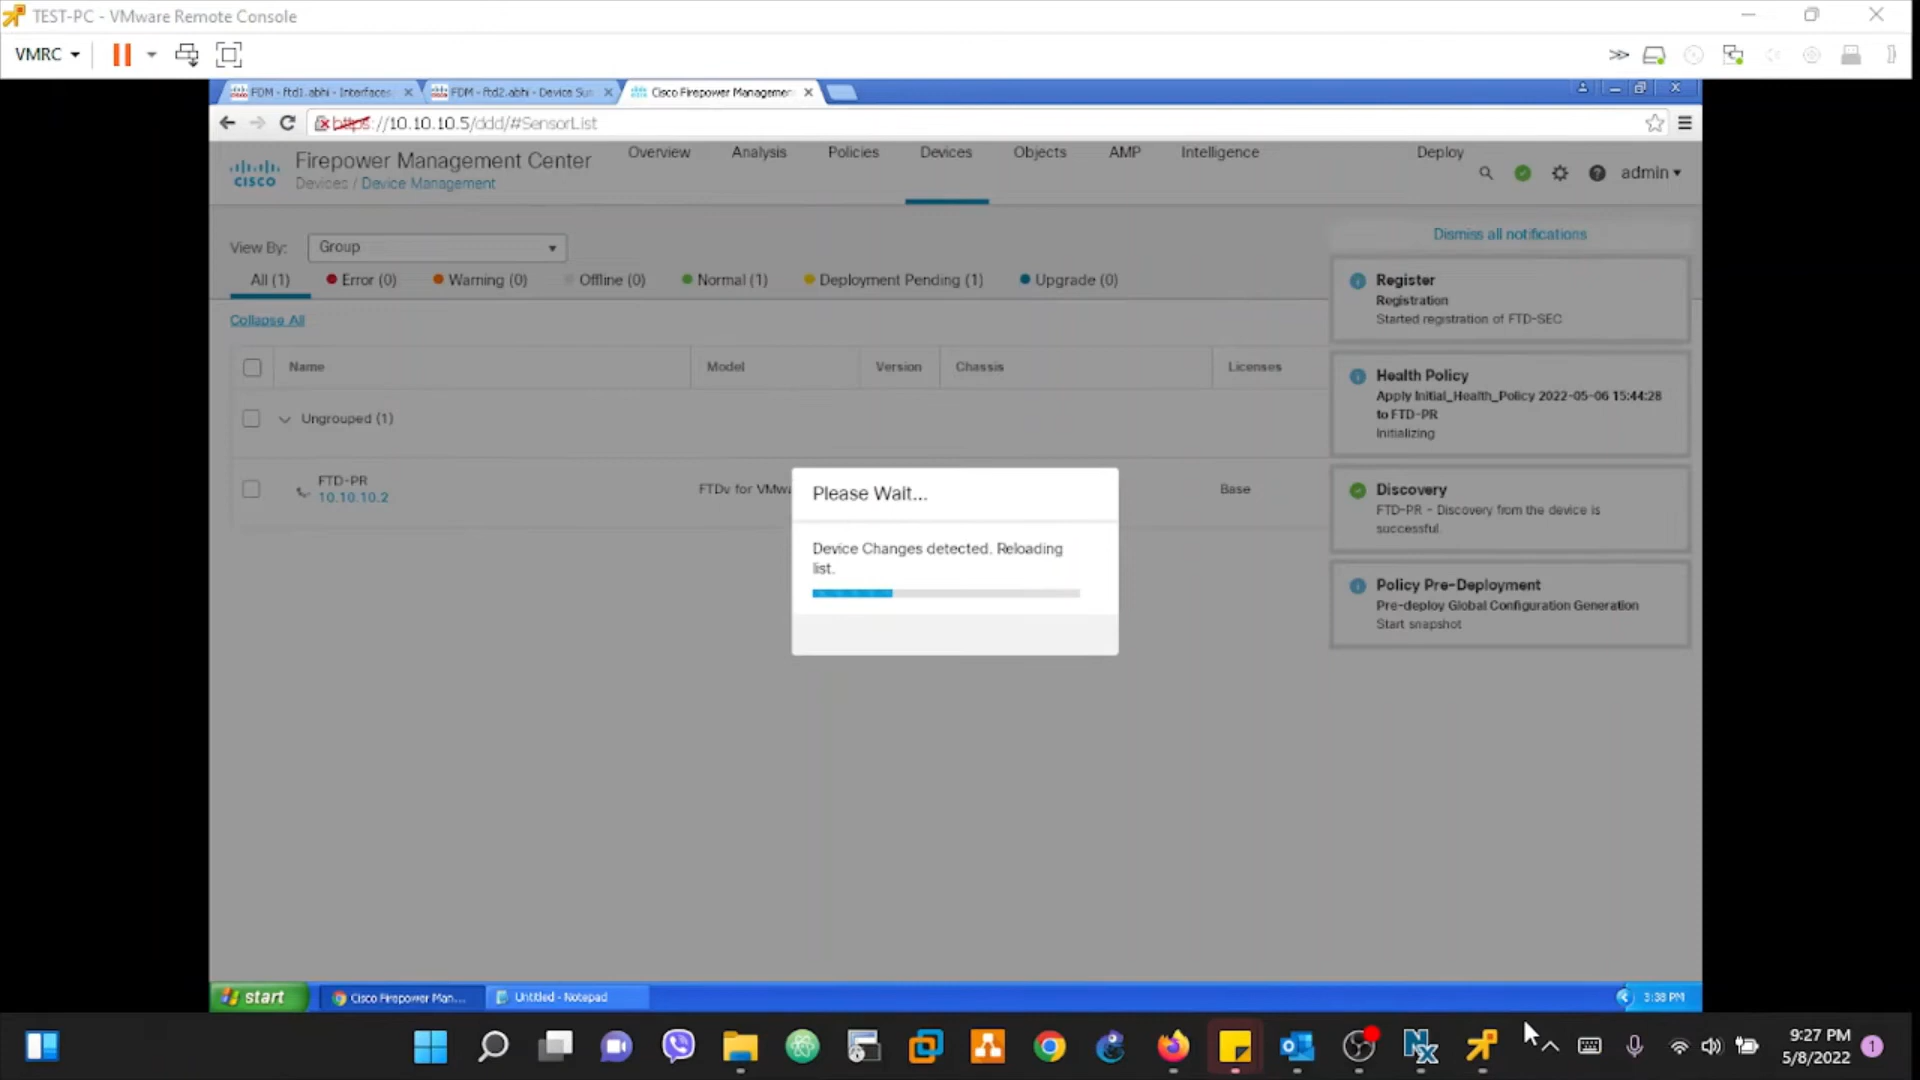 TEST-PC - VMware Remote Console
VMRC
FDM - ftd1.abhi - Interfaces
FDM - ftd2.abhi - Device Sum
Cisco Firepower Managemen
https://10.10.10.5/ddd/#SensorList
CISCO
Firepower Management Center
Devices / Device Management
Overview
Analysis
Policies
Devices
Objects
AMP
Intelligence
Deploy
admin
View By:
Group
All (1)
Error (0)
Warning (0)
Offline (0)
Normal (1)
Deployment Pending (1)
Upgrade (0)
Collapse All
Name
Model
Version
Chassis
Licenses
Ungrouped (1)
FTD-PR
10.10.10.2
FTDv for VMwa
Base
Please Wait...
Device Changes detected. Reloading
list.
Dismiss all notifications
Register
Registration
Started registration of FTD-SEC
Health Policy
Apply Initial_Health_Policy 2022-05-06 15:44:28
to FTD-PR
Initializing
Discovery
FTD-PR - Discovery from the device is
successful.
Policy Pre-Deployment
Pre-deploy Global Configuration Generation
Start snapshot
start
Cisco Firepower Man...
Untitled - Notepad
3:38 PM
9:27 PM
5/8/2022
1